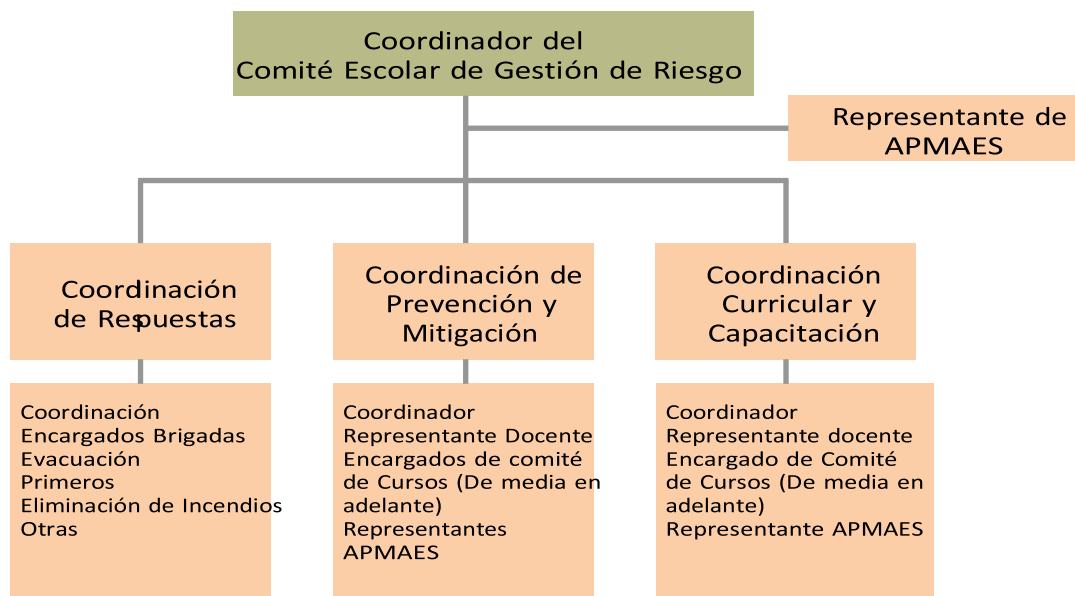 Coordinador del
Comité Escolar de Gestión de Riesgo
Representante de
APMAES
Coordinación
de Respuestas
Coordinación de
Prevención y
Mitigación
Coordinación
Curricular y
Capacitación
Coordinación
Encargados Brigadas
Evacuación
Primeros
Eliminación de Incendios
Otras
Coordinador
Representante Docente
Encargados de comité
de Cursos (De media en
adelante)
Representantes
APMAES
Coordinador
Representante docente
Encargado de Comité
de Cursos (De media en
adelante)
Representante APMAES